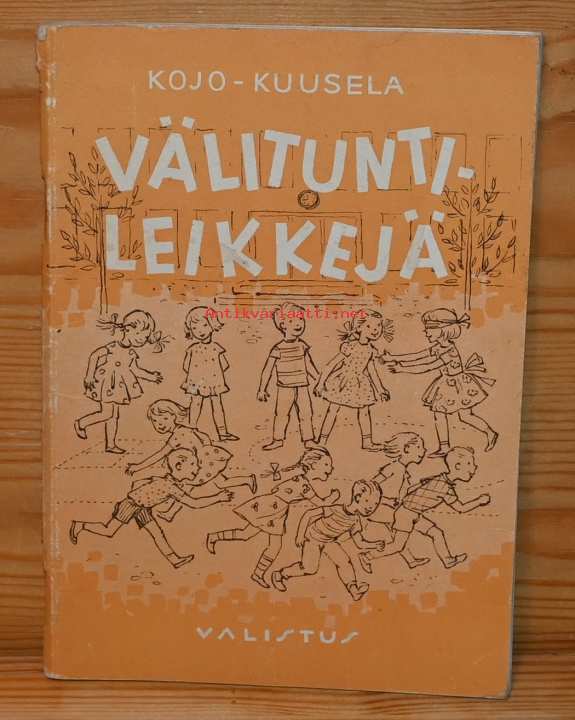 KOJO - KUUSELA
VÄLITUNTI-
LEIKKEJÄ
Antikvariaatti.net
VALISTUS